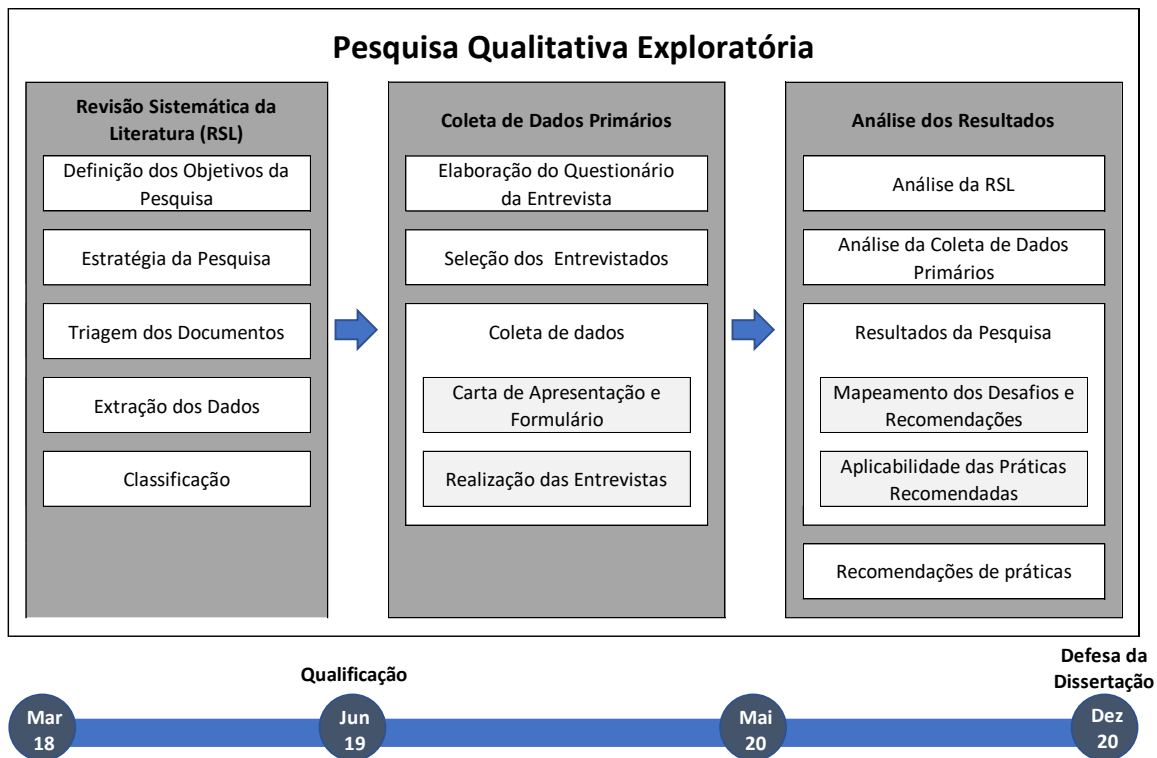 Pesquisa Qualitativa Exploratória
Revisão Sistemática da
Literatura (RSL)
Definição dos Objetivos da
Pesquisa
Estratégia da Pesquisa
Triagem dos Documentos
Extração dos Dados
Classificação
Coleta de Dados Primários
Elaboração do Questionário
da Entrevista
Seleção dos Entrevistados
Coleta de dados
Carta de Apresentação e
Formulário
Realização das Entrevistas
Análise dos Resultados
Análise da RSL
Análise da Coleta de Dados
Primários
Resultados da Pesquisa
Mapeamento dos Desafios e
Recomendações
Aplicabilidade das Práticas
Recomendadas
Recomendações de práticas
Qualificação
Defesa da
Dissertação
Mar
18
Jun
19
Mai
20
Dez
20